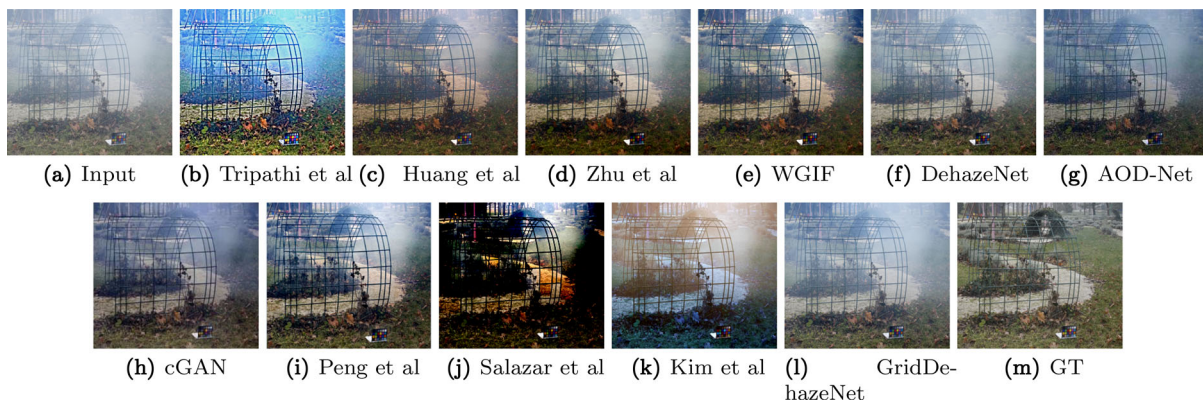 (a) Input
(b) Tripathi et al
(c) Huang et al
(d) Zhu et al
(e) WGIF
(f) DehazeNet
(g) AOD-Net
(h) cGAN
(i) Peng et al
(j) Salazar et al
(k) Kim et al
(l) GridDe-
hazeNet
(m) GT